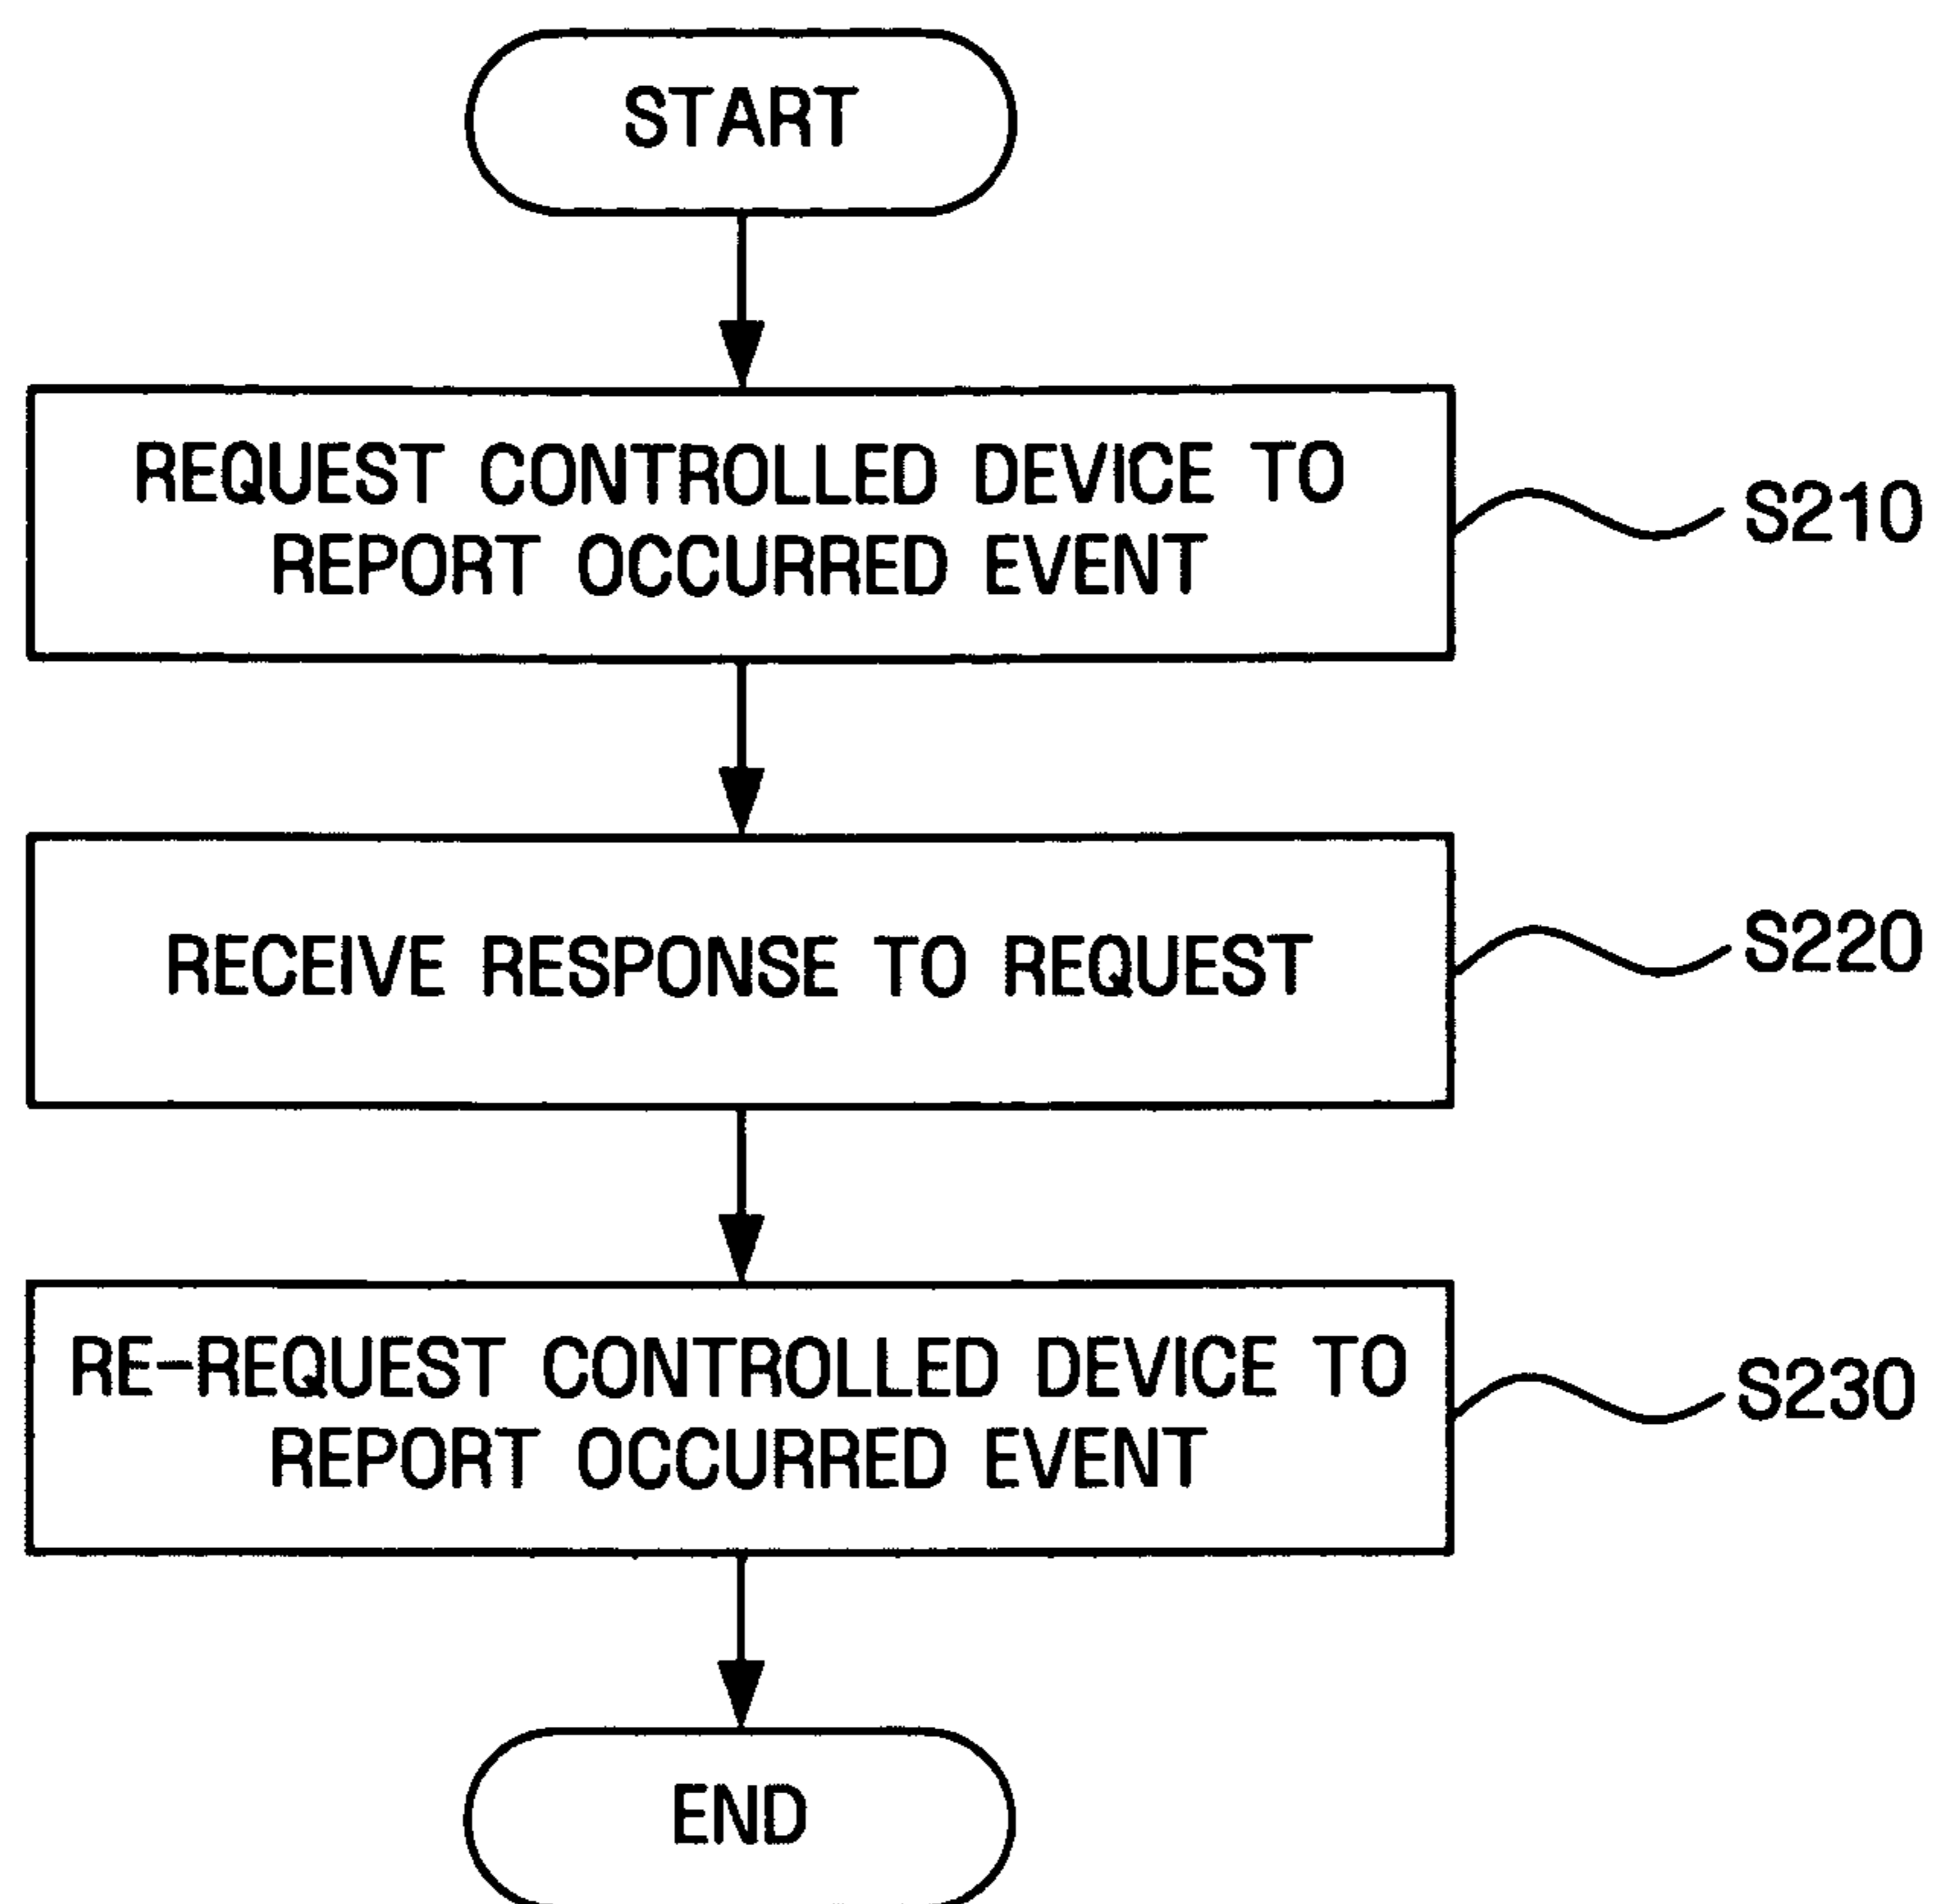 START
REQUEST CONTROLLED DEVICE TO
REPORT OCCURRED EVENT
S210
RECEIVE RESPONSE TO REQUEST
S220
RE-REQUEST CONTROLLED DEVICE TO
REPORT OCCURRED EVENT
S230
END